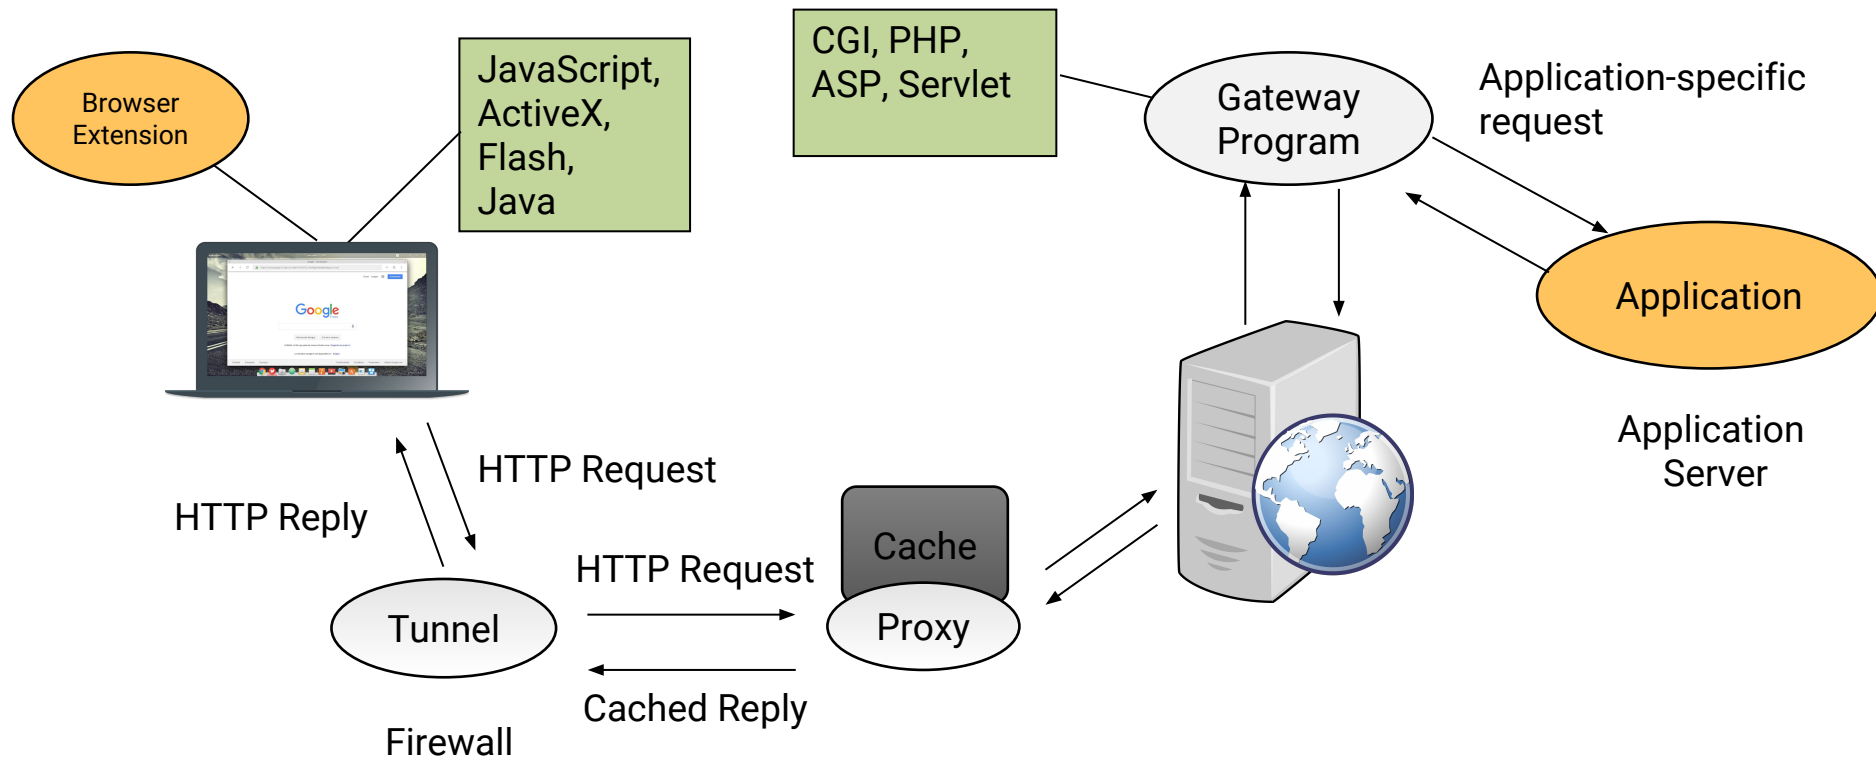 Browser
Extension
JavaScript,
ActiveX,
Flash,
Java
CGI, PHP,
ASP, Servlet
Gateway
Program
Application-specific
request
Application
Application
Server
Google
HTTP Request
HTTP Reply
HTTP Request
Cache
Proxy
Tunnel
Cached Reply
Firewall